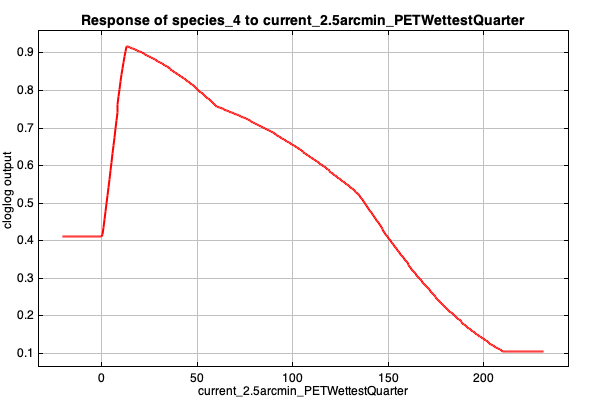 Response of species_4 to current_2.5arcmin_PETWettestQuarter
0.9
0.8
0.7
0.6
0.5
0.4
0.3
0.2
0.1
cloglog output
0 50 100 150 200
current_2.5arcmin_PETWettestQuarter